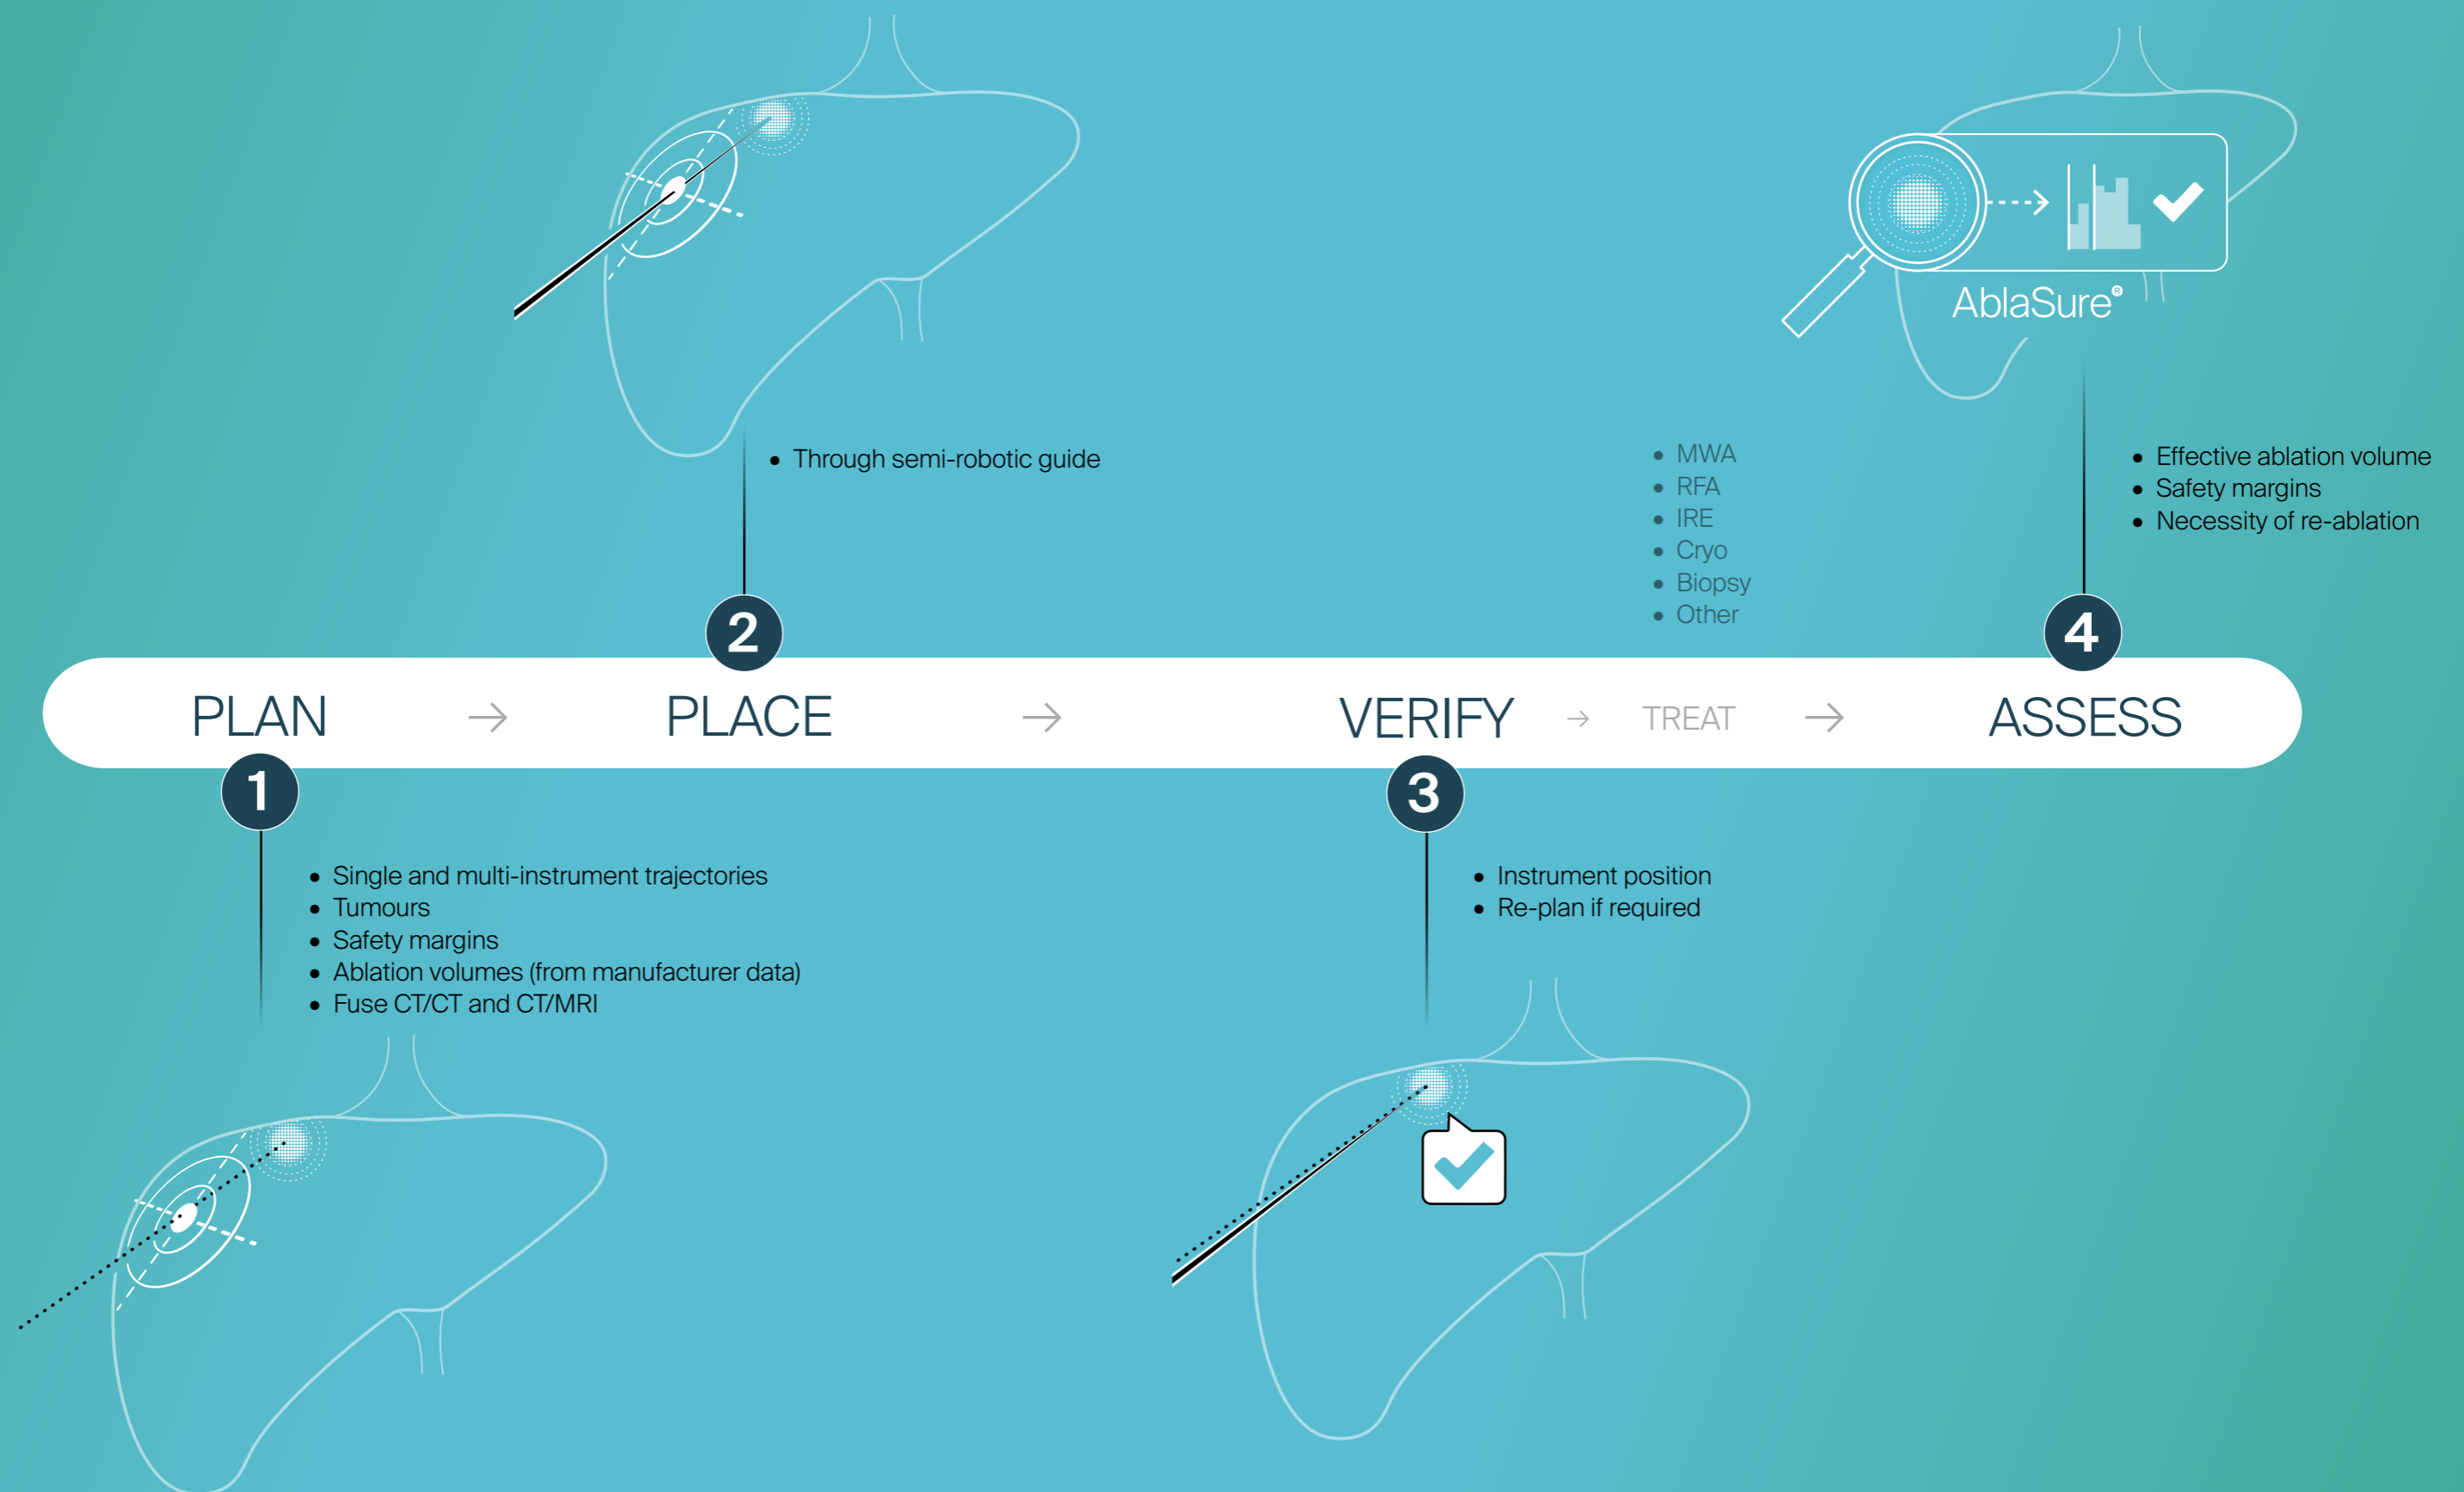 AblaSure®
• Through semi-robotic guide
• MWA
• RFA
• IRE
• Cryo
• Biopsy
• Other
• Effective ablation volume
• Safety margins
• Necessity of re-ablation
2
4
PLAN → PLACE → VERIFY → TREAT → ASSESS
1
3
• Single and multi-instrument trajectories
• Tumours
• Safety margins
• Ablation volumes (from manufacturer data)
• Fuse CT/CT and CT/MRI
• Instrument position
• Re-plan if required